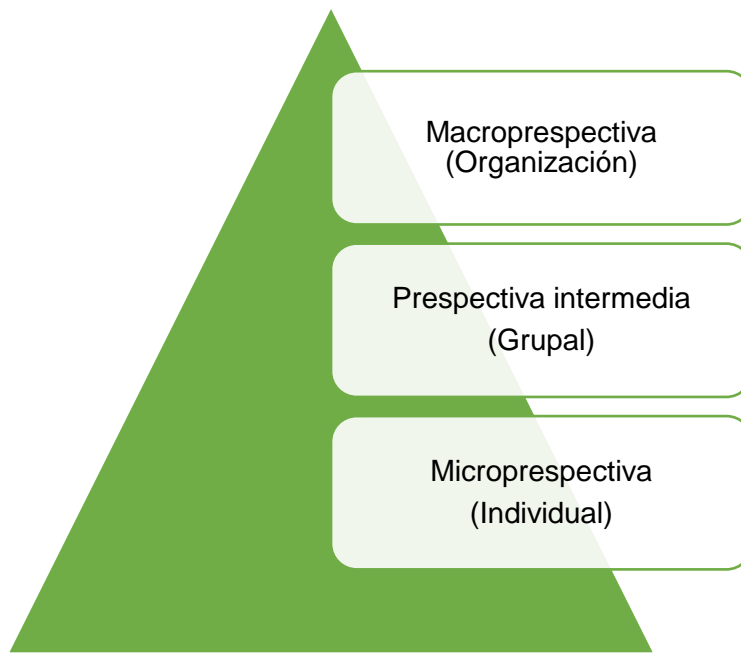 Macroprespectiva
(Organización)
Prespectiva intermedia
(Grupal)
Microprespectiva
(Individual)